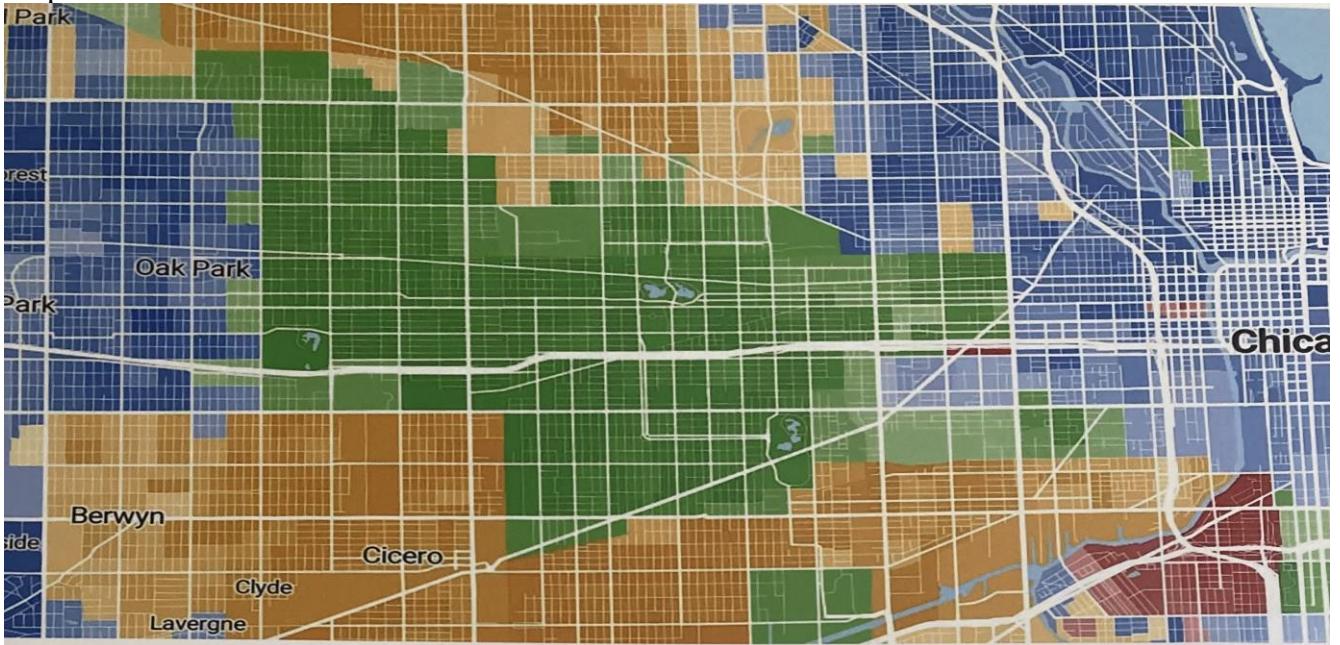 l Park
orest
Oak Park
Park
Chica
Berwyn
side
Cicero
Clyde
Lavergne